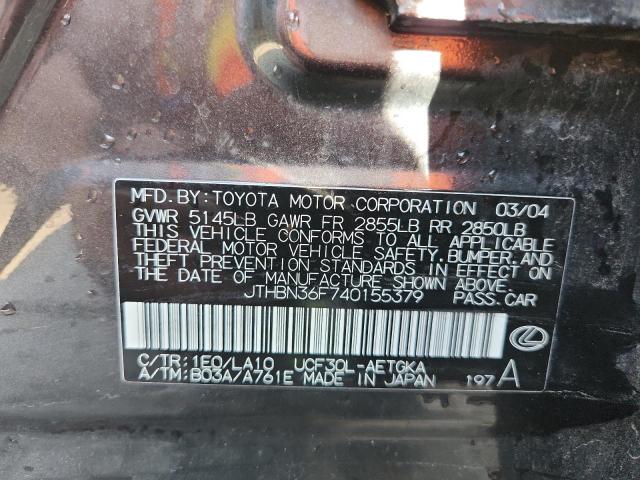 MFD. BY: TOYOTA MOTOR CORPORATION 03/04
GVWR 5145LB GAWR FR 2855LB RR 2850LB
THIS VEHICLE CONFORMS TO ALL APPLICABLE
FEDERAL MOTOR VEHICLE SAFETY, BUMPER, AND
THEFT PREVENTION STANDARDS IN EFFECT ON
THE DATE OF MANUFACTURE SHOWN ABOVE.
JTHBN36F740155379 PASS. CAR
C/TR: 1E0/LA10 UCF30L-AETGKA
A/TM: B03A/A761E MADE IN JAPAN 197 A